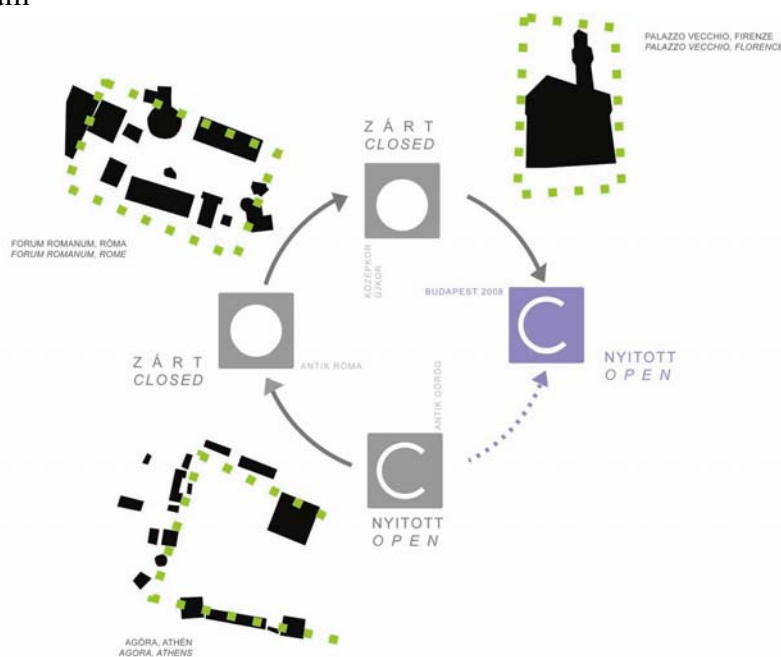 PALAZZO VECCHIO, FIRENZE
PALAZZO VECCHIO, FLORENCE
ZÁRT
CLOSED
FORUM ROMANUM, RÓMA
FORUM ROMANUM, ROME
KÖZÉPKOR
ÚJKOR
BUDAPEST 2008
C
NYITOTT
OPEN
ZÁRT
CLOSED
ANTIK RÓMA
ANTIK GÖRÖG
C
NYITOTT
OPEN
AGÓRA, ATHÉN
AGORA, ATHENS